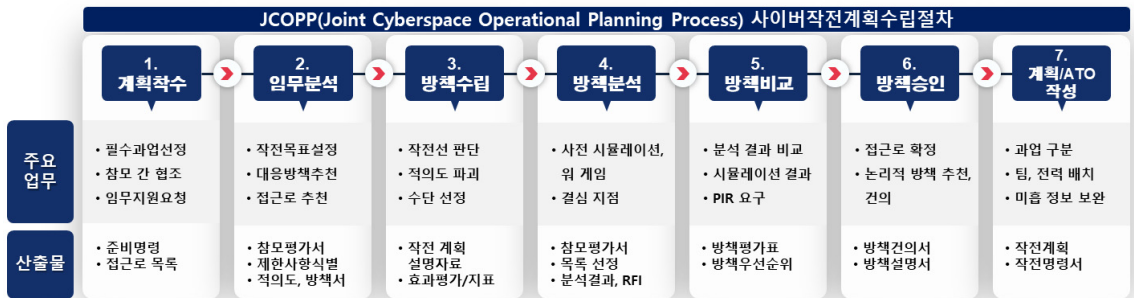 JCOPP(Joint Cyberspace Operational Planning Process) 사이버작전계획수립절차
1.
계획착수
2.
임무분석
3.
방책수립
4.
방책분석
5.
방책비교
6.
방책승인
7.
계획/ATO
작성
주요
업무
• 필수과업선정
• 참모 간 협조
• 임무지원요청
• 작전목표설정
• 대응방책추천
• 접근로 추천
• 작전선 판단
• 적의도 파괴
• 수단 선정
• 사전 시뮬레이션,
워 게임
• 결심 지점
• 분석 결과 비교
• 시뮬레이션 결과
• PIR 요구
• 접근로 확정
• 논리적 방책 추천,
건의
• 과업 구분
• 팀, 전력 배치
• 미흡 정보 보완
산출물
• 준비명령
• 접근로 목록
• 참모평가서
• 제한사항식별
• 적의도, 방책서
• 작전 계획
설명자료
• 효과평가/지표
• 참모평가서
• 목록 선정
• 분석결과, RFI
• 방책평가표
• 방책우선순위
• 방책건의서
• 방책설명서
• 작전계획
• 작전명령서